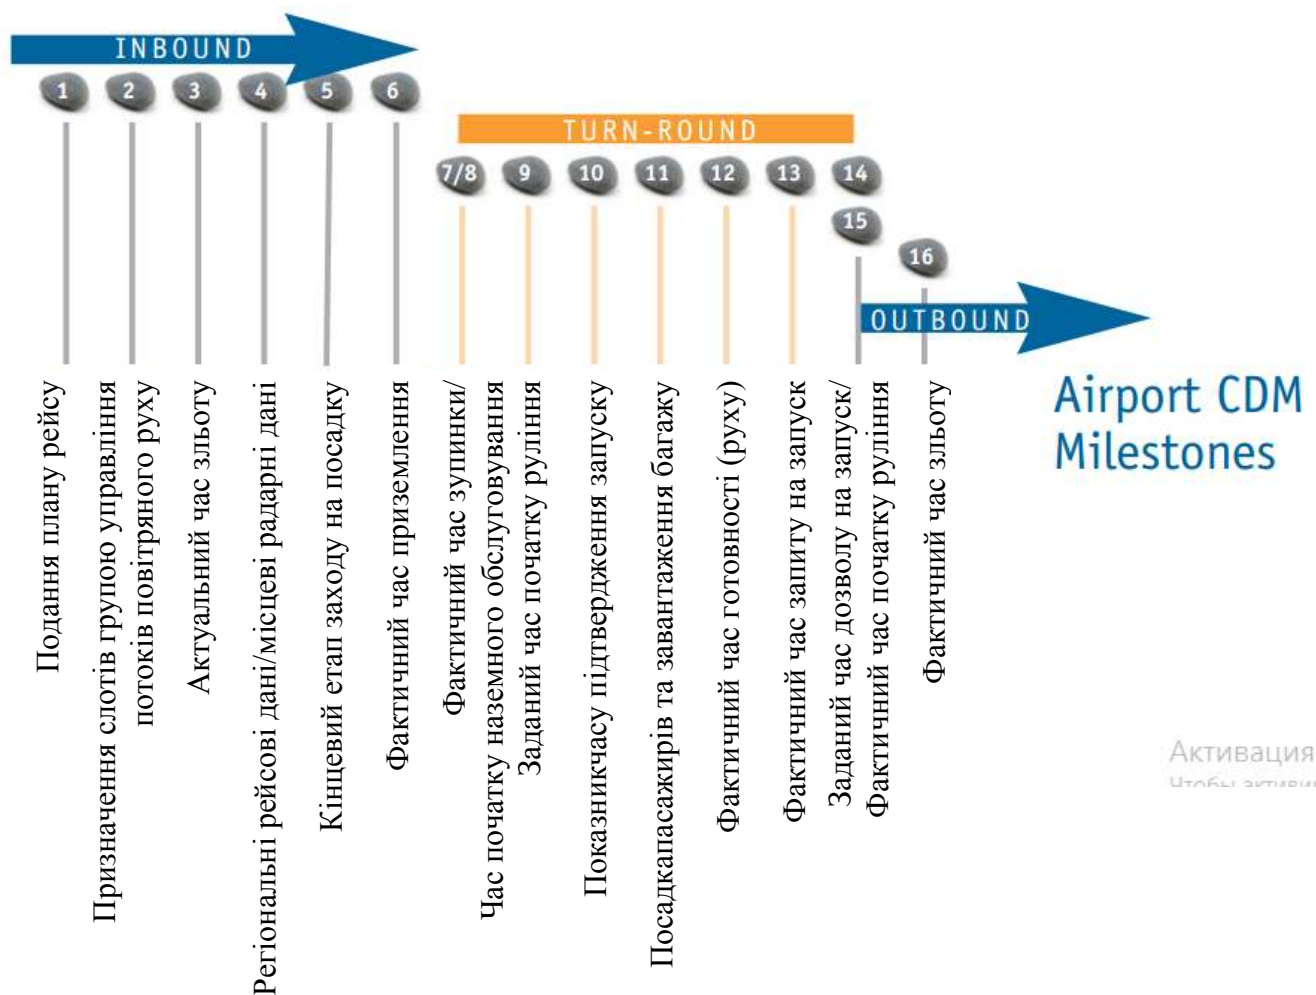 INBOUND
1
2
3
4
5
6
TURN-ROUND
7/8
9
10
11
12
13
14
15
16
OUTBOUND
Подання плану рейсу
Призначення слотів групою управління
потоків повітряного руху
Актуальний час зльоту
Регіональні рейсові дані/місцеві радарні дані
Кінцевий етап заходу на посадку
Фактичний час приземлення
Фактичний час зупинки/
Час початку наземного обслуговування
Заданий час початку руління
Показникчасу підтвердження запуску
Посадкапасажирів та завантаження багажу
Фактичний час готовності (руху)
Фактичний час запиту на запуск
Заданий час дозволу на запуск/
Фактичний час початку руління
Фактичний час зльоту
Airport CDM
Milestones
Активация
Чтобы активи